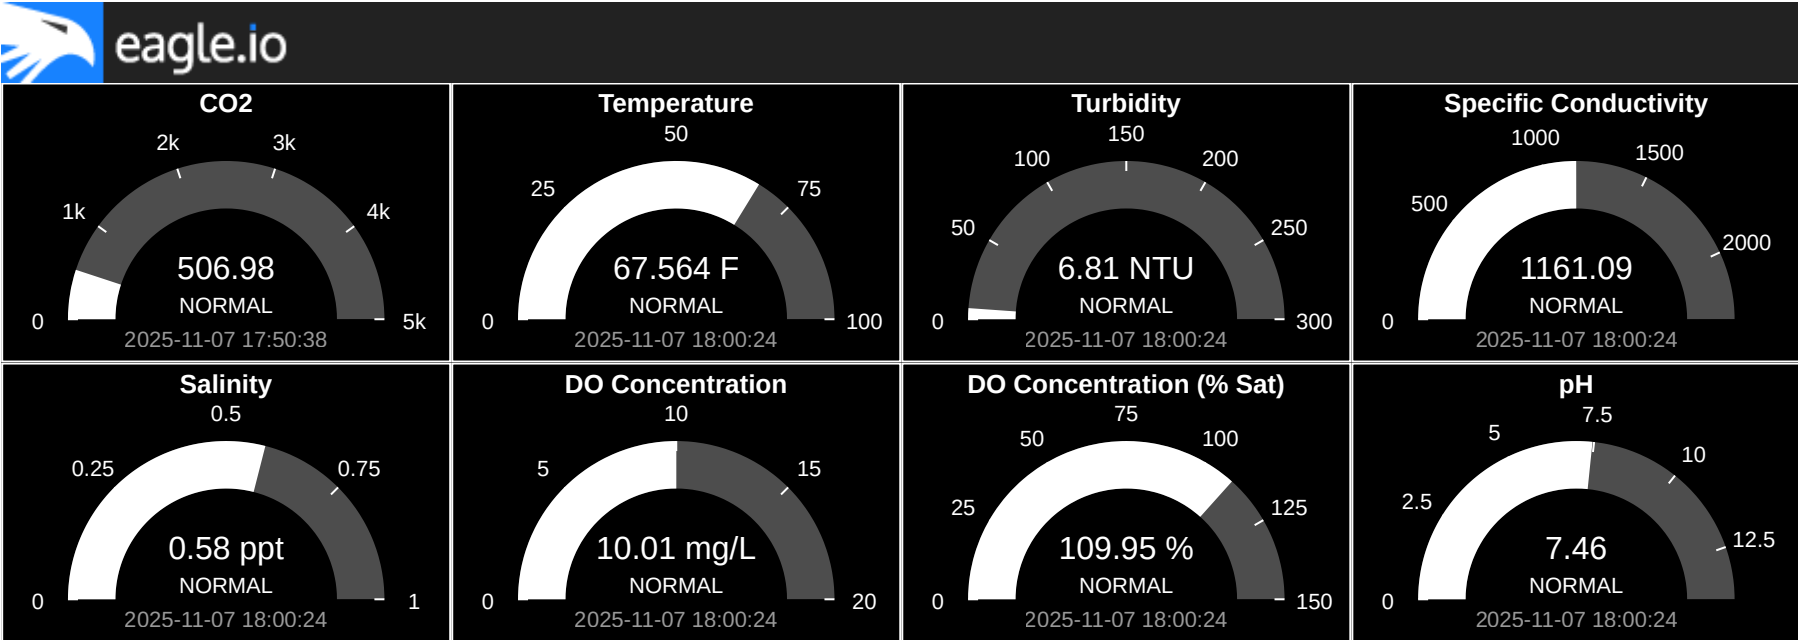 eagle.io
CO2
0
1k
2k
3k
4k
5k
506.98
NORMAL
2025-11-07 17:50:38
Temperature
0
25
50
75
100
67.564 F
NORMAL
2025-11-07 18:00:24
Turbidity
0
50
100
150
200
250
300
6.81 NTU
NORMAL
2025-11-07 18:00:24
Specific Conductivity
0
500
1000
1500
2000
1161.09
NORMAL
2025-11-07 18:00:24
Salinity
0
0.25
0.5
0.75
1
0.58 ppt
NORMAL
2025-11-07 18:00:24
DO Concentration
0
5
10
15
20
10.01 mg/L
NORMAL
2025-11-07 18:00:24
DO Concentration (% Sat)
0
25
50
75
100
125
150
109.95 %
NORMAL
2025-11-07 18:00:24
pH
0
2.5
5
7.5
10
12.5
7.46
NORMAL
2025-11-07 18:00:24